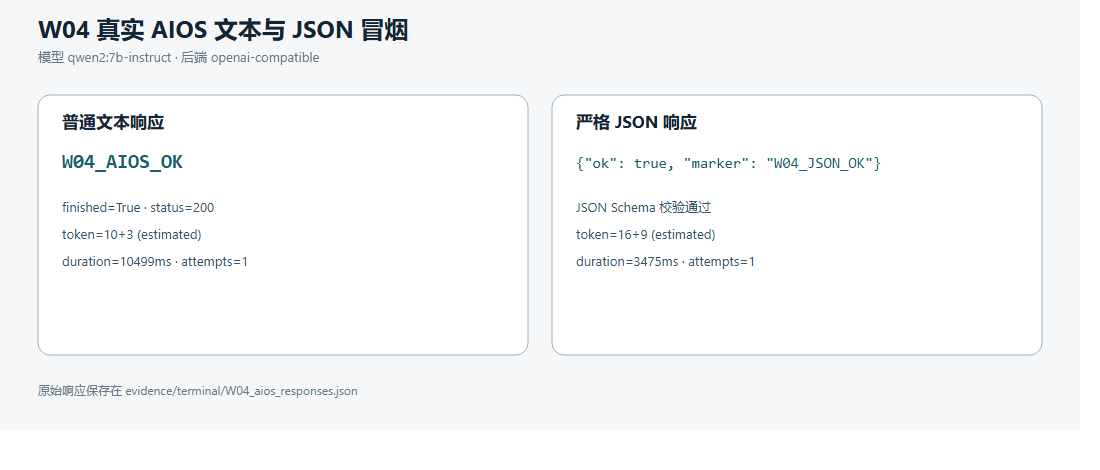 W04 真实 AIOS 文本与 JSON 冒烟
模型 qwen2:7b-instruct · 后端 openai-compatible
普通文本响应
W04_AIOS_OK
finished=True · status=200
token=10+3 (estimated)
duration=10499ms · attempts=1
严格 JSON 响应
{"ok": true, "marker": "W04_JSON_OK"}
JSON Schema 校验通过
token=16+9 (estimated)
duration=3475ms · attempts=1
原始响应保存在 evidence/terminal/W04_aios_responses.json